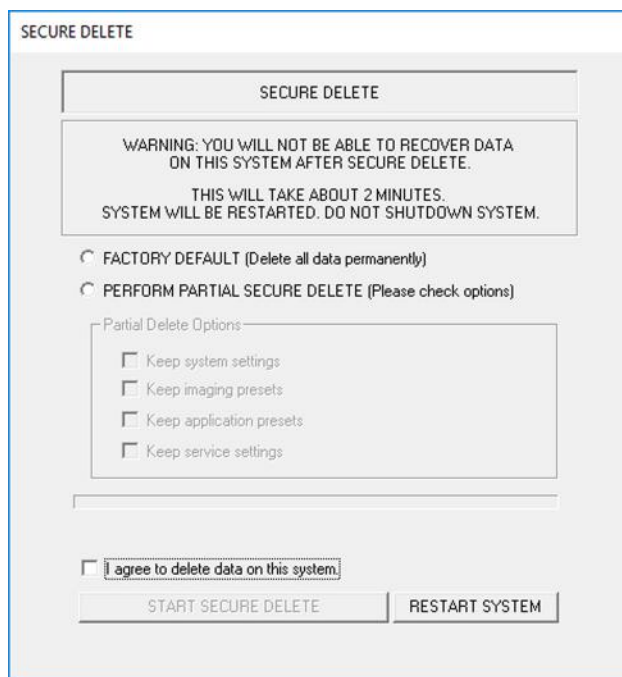 SECURE DELETE
SECURE DELETE
WARNING: YOU WILL NOT BE ABLE TO RECOVER DATA
ON THIS SYSTEM AFTER SECURE DELETE.
THIS WILL TAKE ABOUT 2 MINUTES.
SYSTEM WILL BE RESTARTED. DO NOT SHUTDOWN SYSTEM.
FACTORY DEFAULT (Delete all data permanently)
PERFORM PARTIAL SECURE DELETE (Please check options)
Partial Delete Options
Keep system settings
Keep imaging presets
Keep application presets
Keep service settings
I agree to delete data on this system.
START SECURE DELETE RESTART SYSTEM